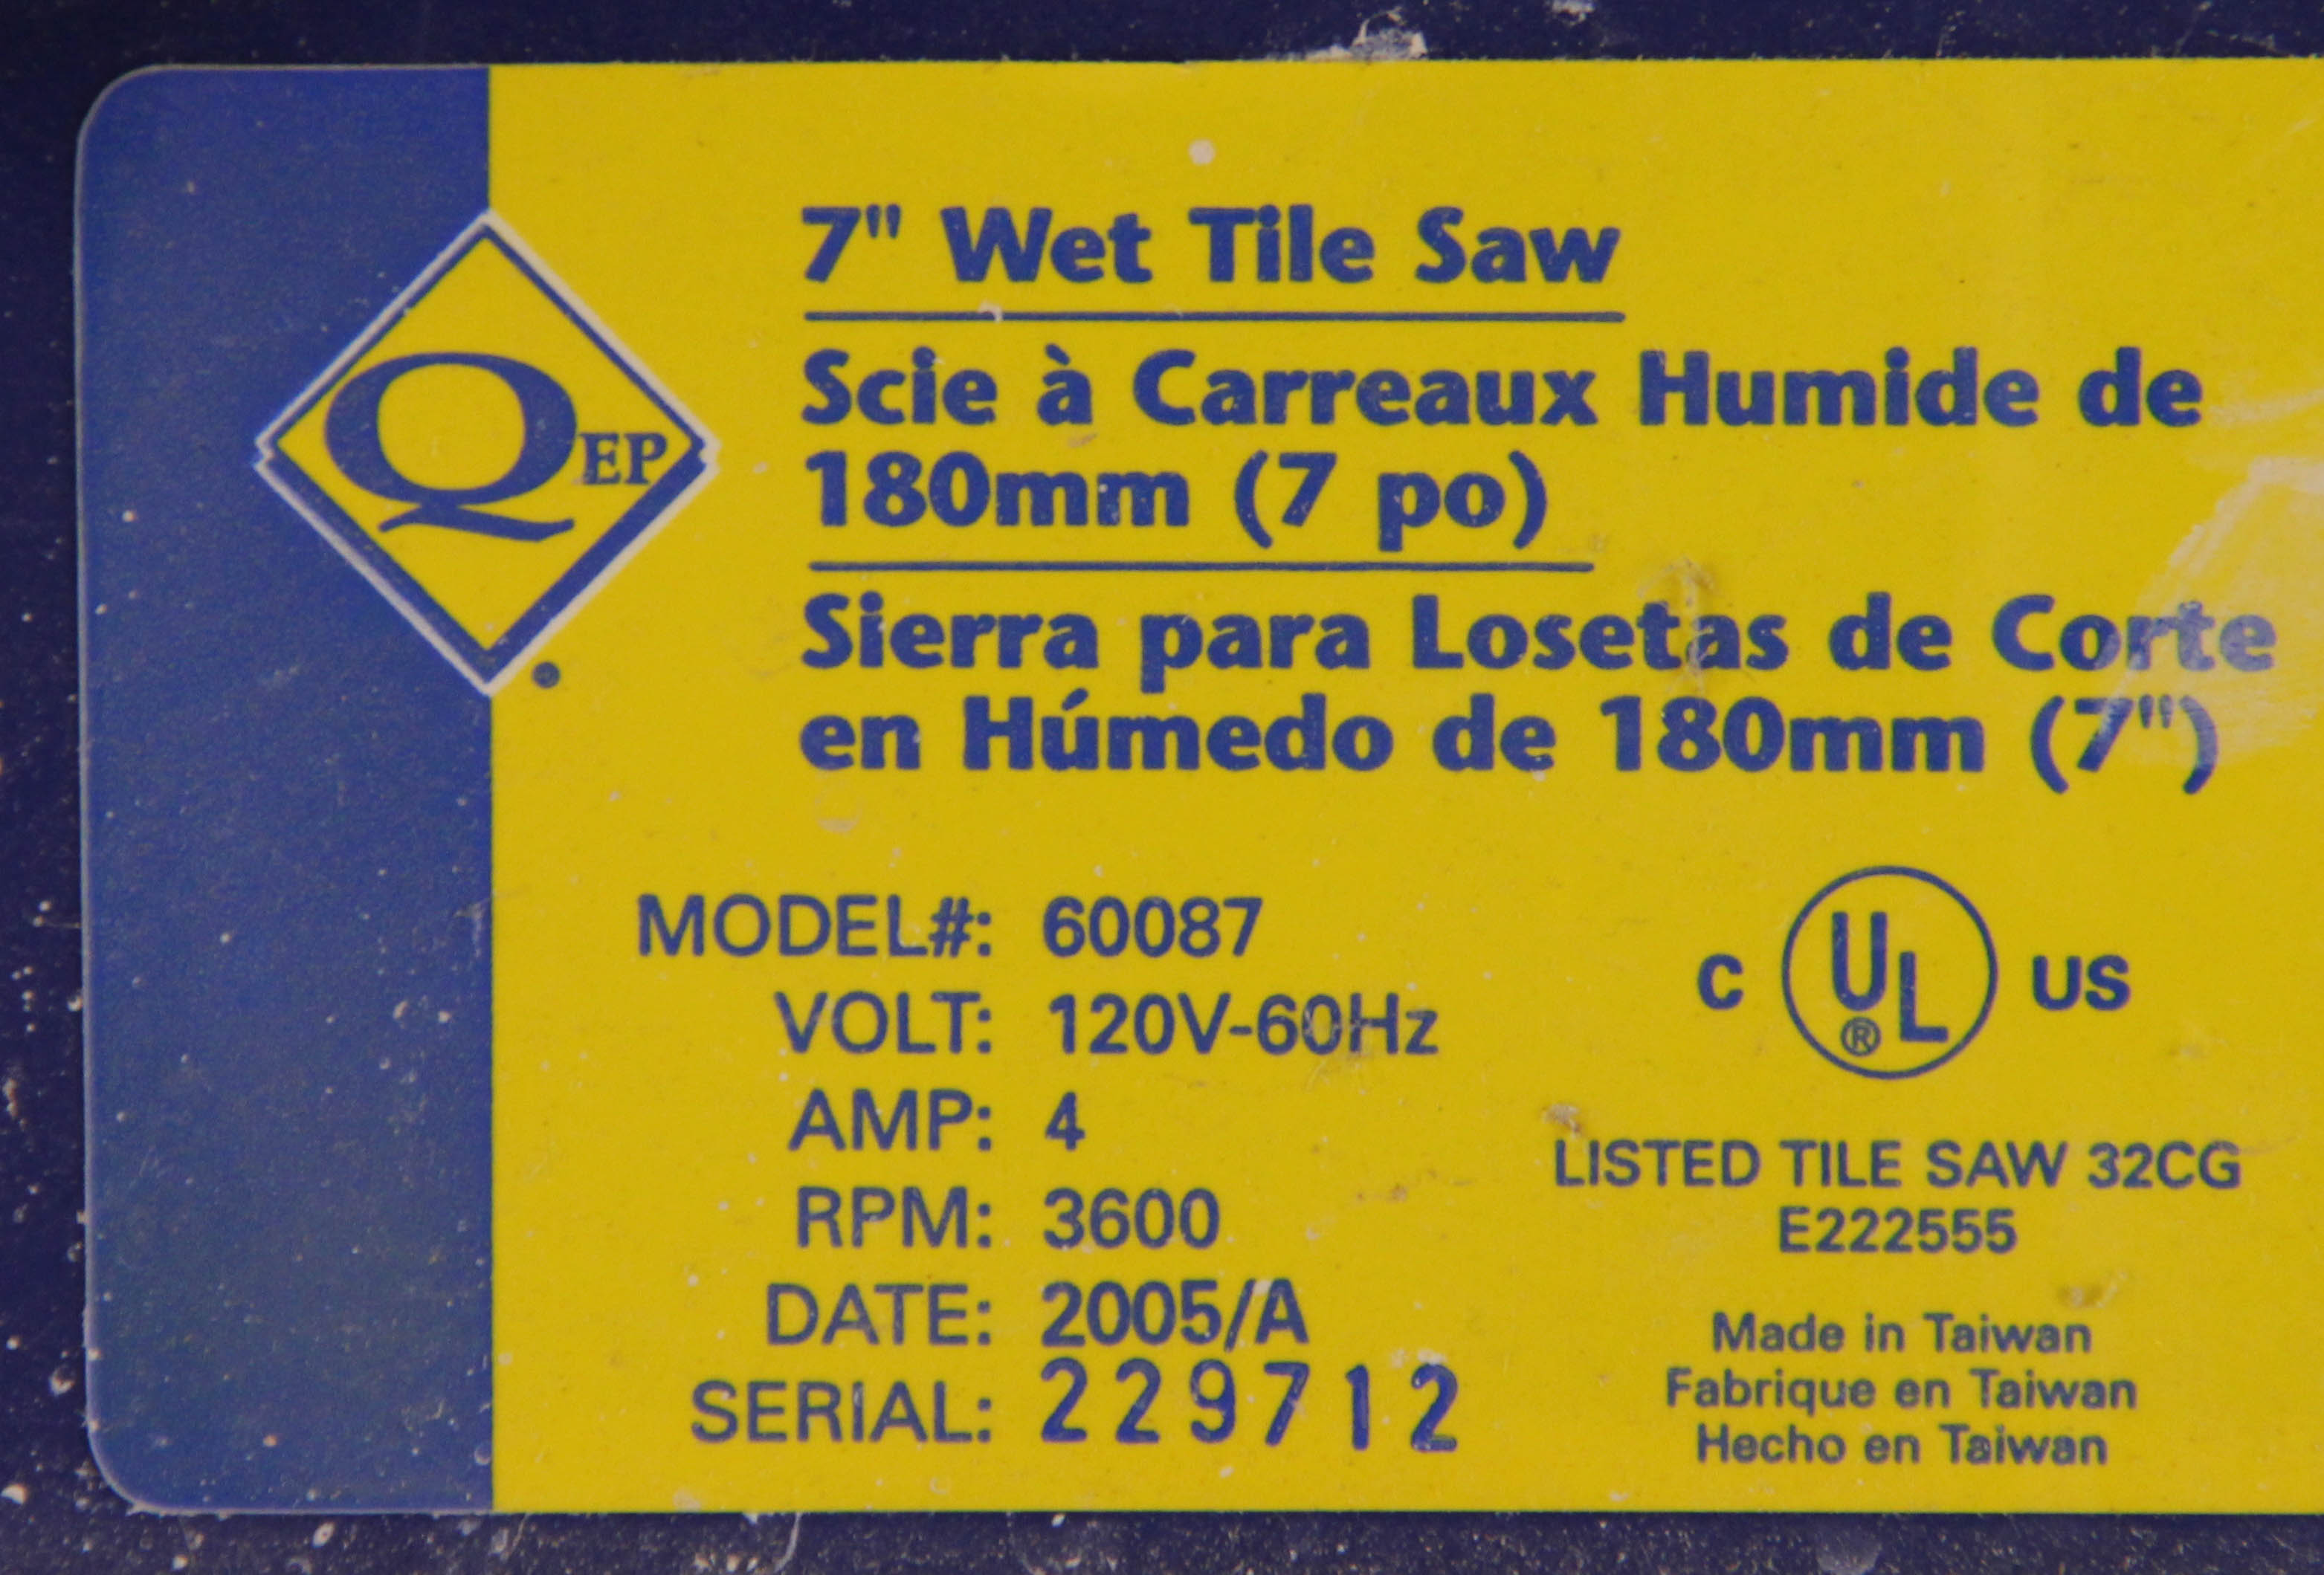 QEP
7" Wet Tile Saw
Scie à Carreaux Humide de
180mm (7 po)
Sierra para Losetas de Corte
en Húmedo de 180mm (7")
MODEL#: 60087
VOLT: 120V-60Hz
AMP: 4
RPM: 3600
DATE: 2005/A
SERIAL: 229712
C UL® US
LISTED TILE SAW 32CG
E222555
Made in Taiwan
Fabrique en Taiwan
Hecho en Taiwan